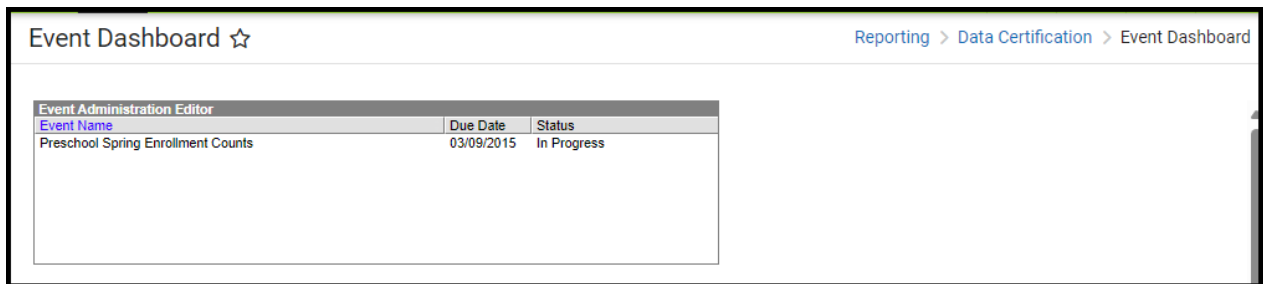 Event Dashboard ☆ Reporting > Data Certification > Event Dashboard
Event Administration Editor
Event Name Due Date Status
Preschool Spring Enrollment Counts 03/09/2015 In Progress